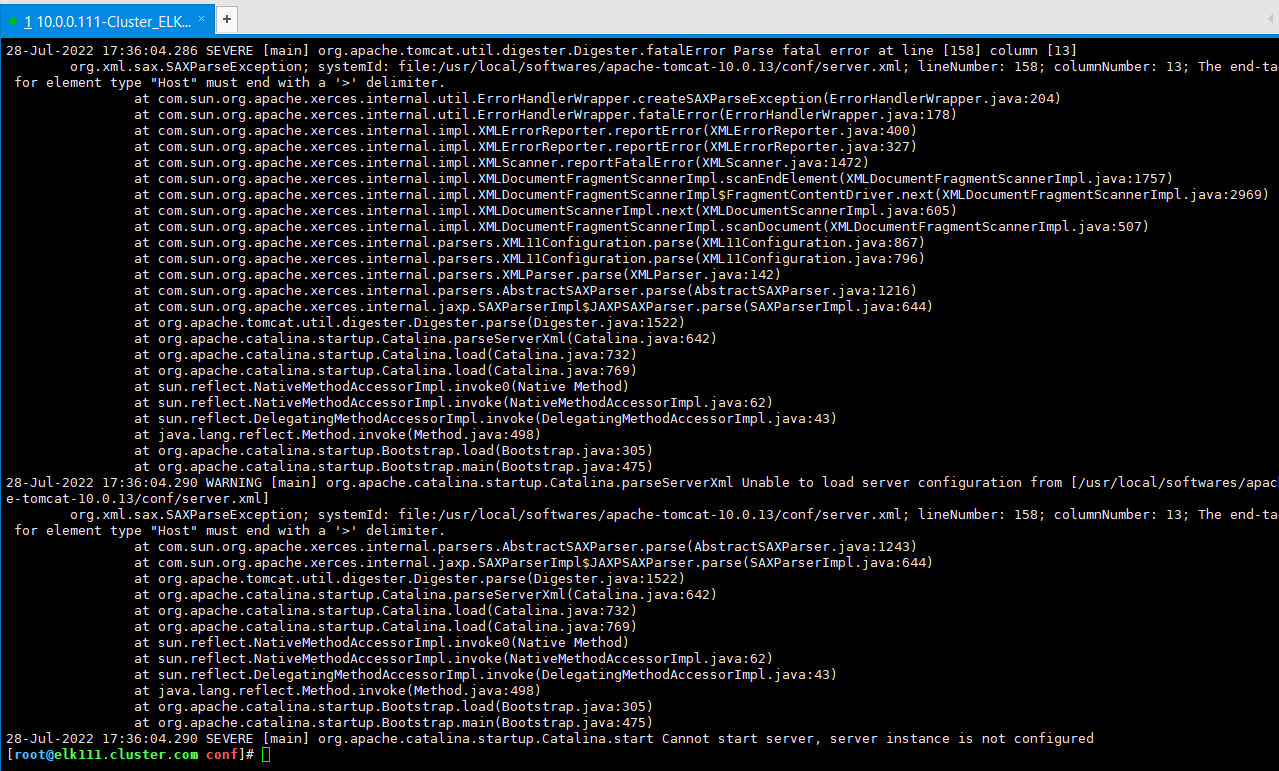 1 10.0.0.111-Cluster_ELK... × +
28-Jul-2022 17:36:04.286 SEVERE [main] org.apache.tomcat.util.digester.Digester.fatalError Parse fatal error at line [158] column [13]
org.xml.sax.SAXParseException; systemId: file:/usr/local/softwares/apache-tomcat-10.0.13/conf/server.xml; lineNumber: 158; columnNumber: 13; The end-ta
for element type "Host" must end with a '>' delimiter.
at com.sun.org.apache.xerces.internal.util.ErrorHandlerWrapper.createSAXParseException(ErrorHandlerWrapper.java:204)
at com.sun.org.apache.xerces.internal.util.ErrorHandlerWrapper.fatalError(ErrorHandlerWrapper.java:178)
at com.sun.org.apache.xerces.internal.impl.XMLErrorReporter.reportError(XMLErrorReporter.java:400)
at com.sun.org.apache.xerces.internal.impl.XMLErrorReporter.reportError(XMLErrorReporter.java:327)
at com.sun.org.apache.xerces.internal.impl.XMLScanner.reportFatalError(XMLScanner.java:1472)
at com.sun.org.apache.xerces.internal.impl.XMLDocumentFragmentScannerImpl.scanEndElement(XMLDocumentFragmentScannerImpl.java:1757)
at com.sun.org.apache.xerces.internal.impl.XMLDocumentFragmentScannerImpl$FragmentContentDriver.next(XMLDocumentFragmentScannerImpl.java:2969)
at com.sun.org.apache.xerces.internal.impl.XMLDocumentScannerImpl.next(XMLDocumentScannerImpl.java:605)
at com.sun.org.apache.xerces.internal.impl.XMLDocumentFragmentScannerImpl.scanDocument(XMLDocumentFragmentScannerImpl.java:507)
at com.sun.org.apache.xerces.internal.parsers.XML11Configuration.parse(XML11Configuration.java:867)
at com.sun.org.apache.xerces.internal.parsers.XML11Configuration.parse(XML11Configuration.java:796)
at com.sun.org.apache.xerces.internal.parsers.XMLParser.parse(XMLParser.java:142)
at com.sun.org.apache.xerces.internal.parsers.AbstractSAXParser.parse(AbstractSAXParser.java:1216)
at com.sun.org.apache.xerces.internal.jaxp.SAXParserImpl$JAXPSAXParser.parse(SAXParserImpl.java:644)
at org.apache.tomcat.util.digester.Digester.parse(Digester.java:1522)
at org.apache.catalina.startup.Catalina.parseServerXml(Catalina.java:642)
at org.apache.catalina.startup.Catalina.load(Catalina.java:732)
at org.apache.catalina.startup.Catalina.load(Catalina.java:769)
at sun.reflect.NativeMethodAccessorImpl.invoke0(Native Method)
at sun.reflect.NativeMethodAccessorImpl.invoke(NativeMethodAccessorImpl.java:62)
at sun.reflect.DelegatingMethodAccessorImpl.invoke(DelegatingMethodAccessorImpl.java:43)
at java.lang.reflect.Method.invoke(Method.java:498)
at org.apache.catalina.startup.Bootstrap.load(Bootstrap.java:305)
at org.apache.catalina.startup.Bootstrap.main(Bootstrap.java:475)
28-Jul-2022 17:36:04.290 WARNING [main] org.apache.catalina.startup.Catalina.parseServerXml Unable to load server configuration from [/usr/local/softwares/apac
e-tomcat-10.0.13/conf/server.xml]
org.xml.sax.SAXParseException; systemId: file:/usr/local/softwares/apache-tomcat-10.0.13/conf/server.xml; lineNumber: 158; columnNumber: 13; The end-ta
for element type "Host" must end with a '>' delimiter.
at com.sun.org.apache.xerces.internal.parsers.AbstractSAXParser.parse(AbstractSAXParser.java:1243)
at com.sun.org.apache.xerces.internal.jaxp.SAXParserImpl$JAXPSAXParser.parse(SAXParserImpl.java:644)
at org.apache.tomcat.util.digester.Digester.parse(Digester.java:1522)
at org.apache.catalina.startup.Catalina.parseServerXml(Catalina.java:642)
at org.apache.catalina.startup.Catalina.load(Catalina.java:732)
at org.apache.catalina.startup.Catalina.load(Catalina.java:769)
at sun.reflect.NativeMethodAccessorImpl.invoke0(Native Method)
at sun.reflect.NativeMethodAccessorImpl.invoke(NativeMethodAccessorImpl.java:62)
at sun.reflect.DelegatingMethodAccessorImpl.invoke(DelegatingMethodAccessorImpl.java:43)
at java.lang.reflect.Method.invoke(Method.java:498)
at org.apache.catalina.startup.Bootstrap.load(Bootstrap.java:305)
at org.apache.catalina.startup.Bootstrap.main(Bootstrap.java:475)
28-Jul-2022 17:36:04.290 SEVERE [main] org.apache.catalina.startup.Catalina.start Cannot start server, server instance is not configured
[root@elk111.cluster.com conf]#